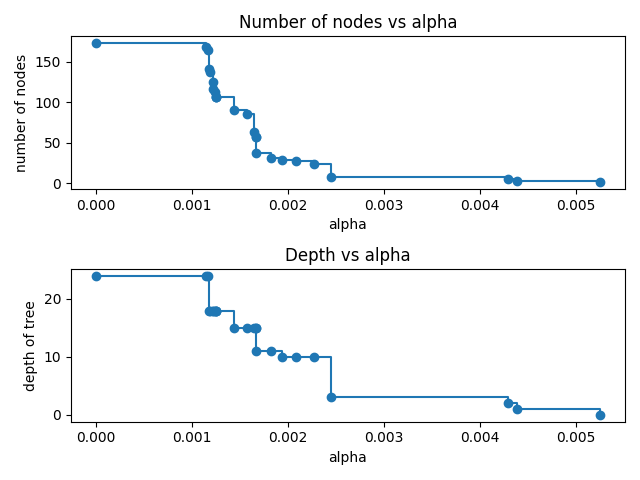 Number of nodes vs alpha
number of nodes
150
100
50
0
0.000 0.001 0.002 0.003 0.004 0.005
alpha
Depth vs alpha
depth of tree
20
10
0
0.000 0.001 0.002 0.003 0.004 0.005
alpha